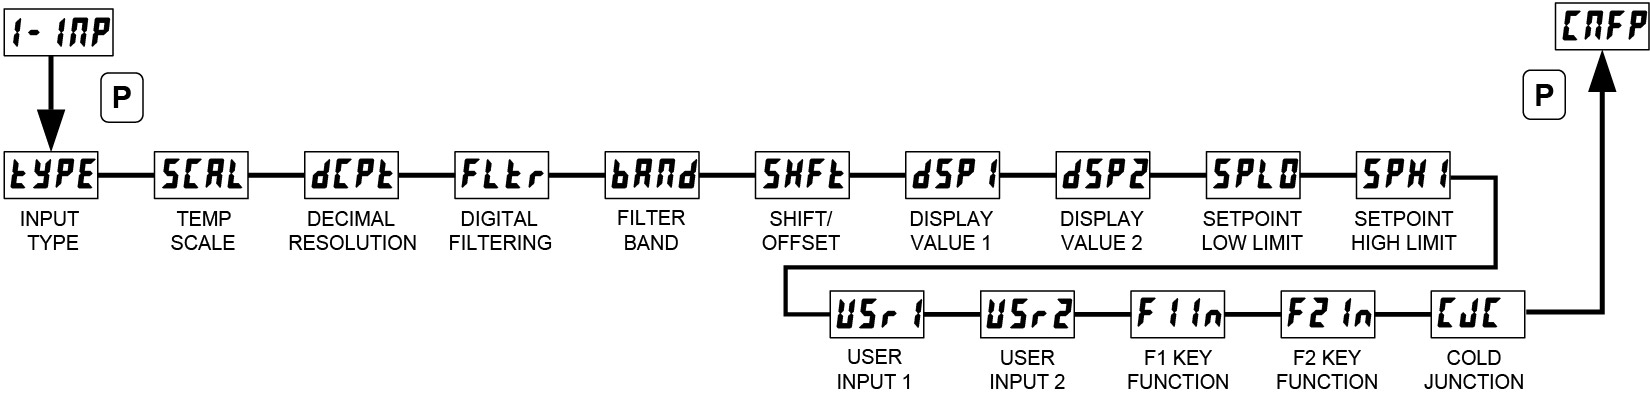 1-INP
CNFP
P
P
tYPE SCAL dCPt FLtr bANd SHFt dSP1 dSP2 SPLO SPHI
INPUT TYPE
TEMP SCALE
DECIMAL RESOLUTION
DIGITAL FILTERING
FILTER BAND
SHIFT/ OFFSET
DISPLAY VALUE 1
DISPLAY VALUE 2
SETPOINT LOW LIMIT
SETPOINT HIGH LIMIT
USr1 USr2 F1In F2In CJC
USER INPUT 1
USER INPUT 2
F1 KEY FUNCTION
F2 KEY FUNCTION
COLD JUNCTION